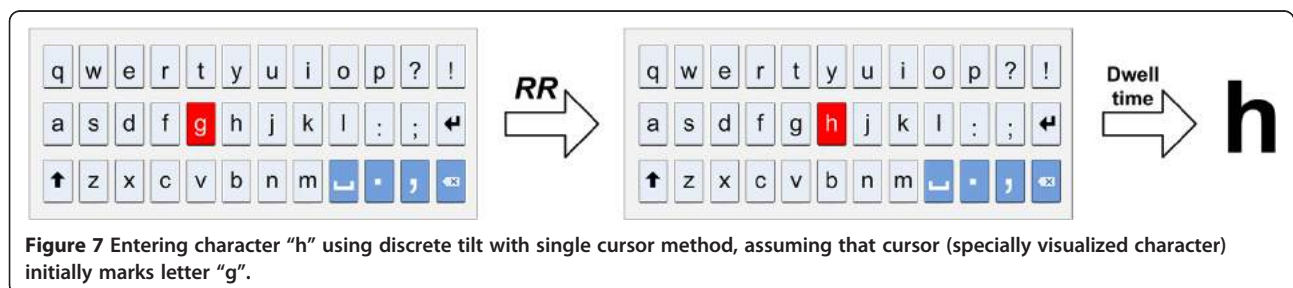 q w e r t y u i o p ? !
a s d f g h j k l : ; ↵
⬆ z x c v b n m ⎵ . , ⌫
RR
q w e r t y u i o p ? !
a s d f g h j k l : ; ↵
⬆ z x c v b n m ⎵ . , ⌫
Dwell
time
h
Figure 7 Entering character “h” using discrete tilt with single cursor method, assuming that cursor (specially visualized character)
initially marks letter “g”.